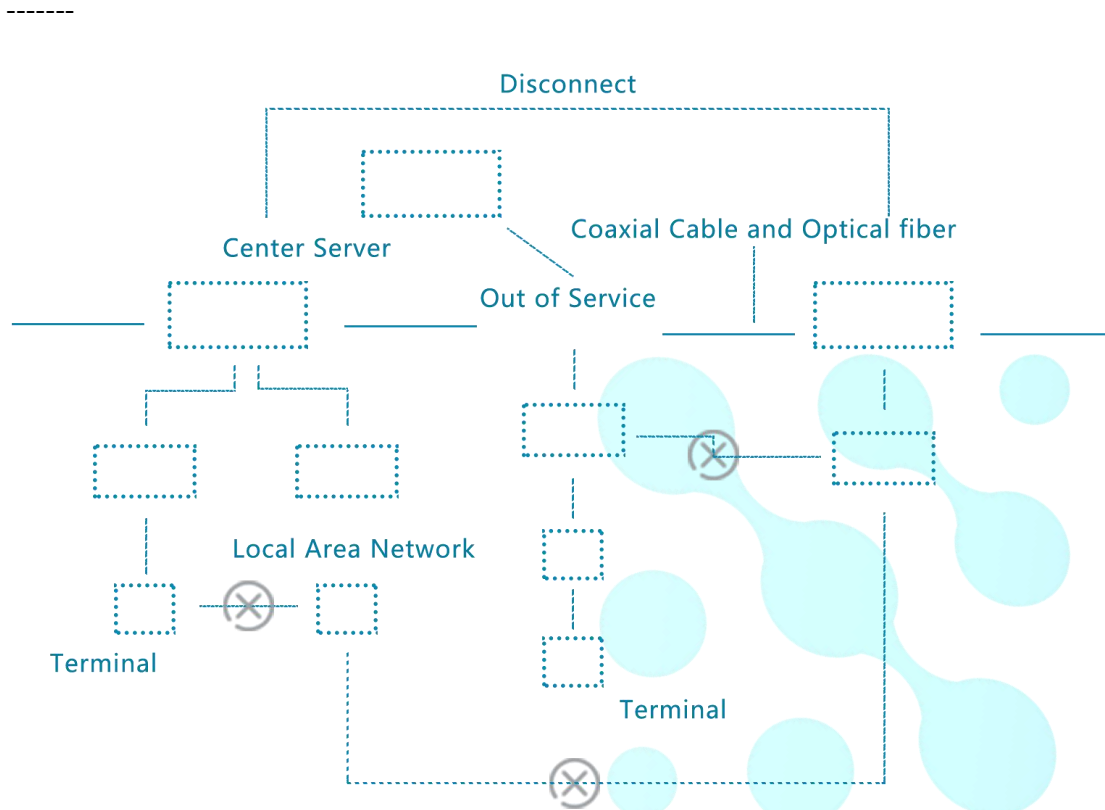 -------
Disconnect
Coaxial Cable and Optical fiber
Center Server
Out of Service
Local Area Network
Terminal
Terminal